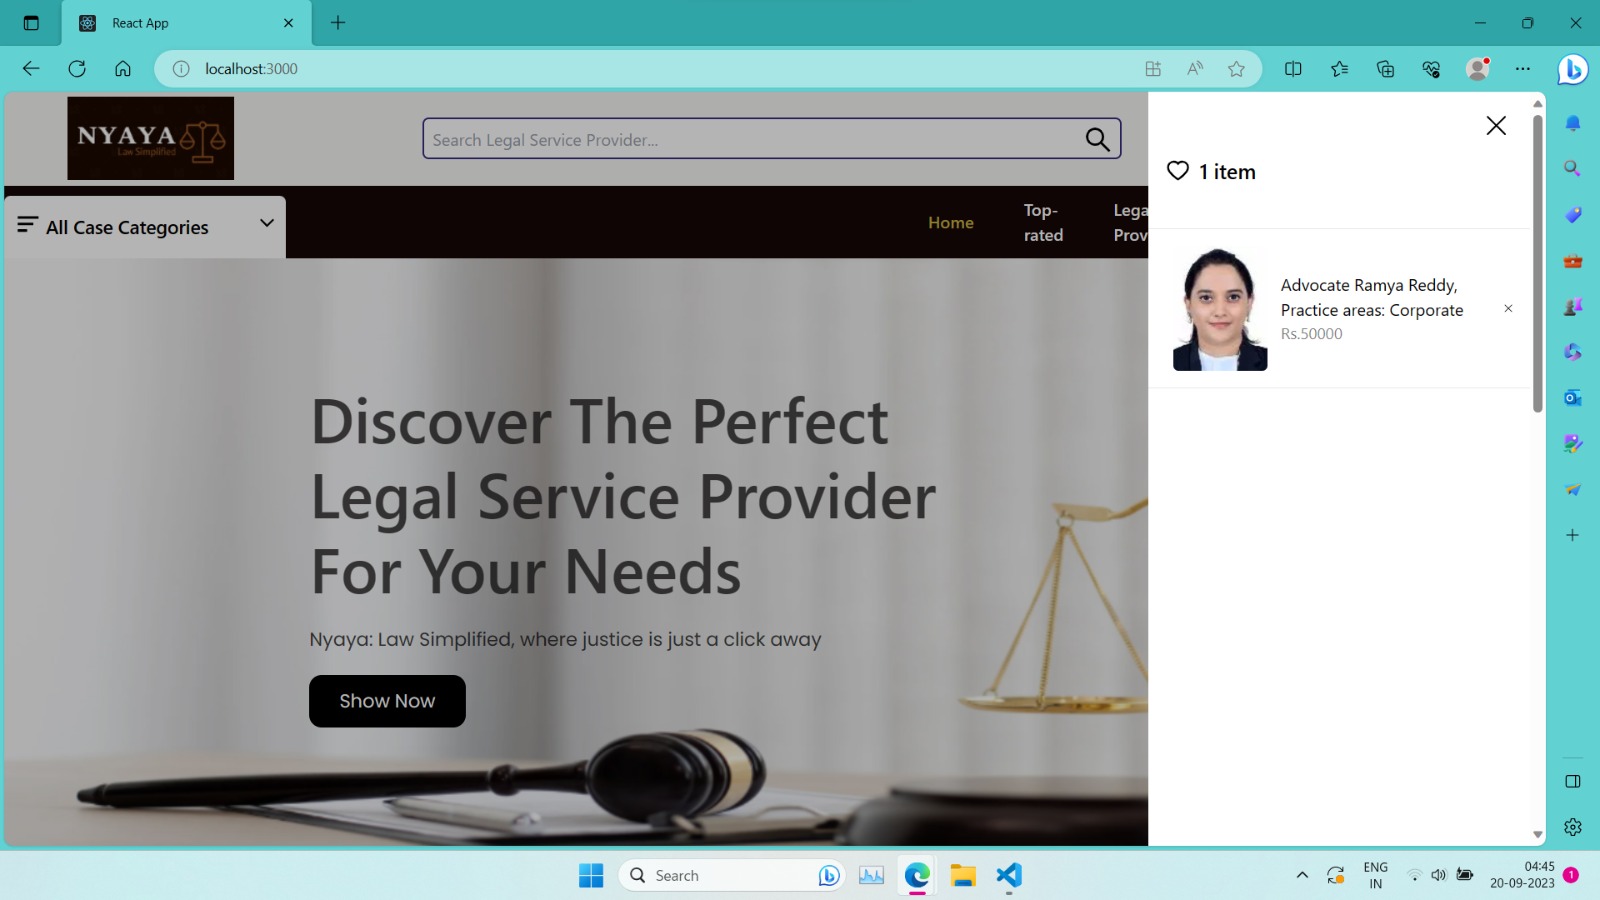 React App
localhost:3000
NYAYA
Law Simplified
Search Legal Service Provider...
1 item
All Case Categories
Home
Top-
rated
Lega
Prov
Advocate Ramya Reddy,
Practice areas: Corporate
Rs.50000
Discover The Perfect
Legal Service Provider
For Your Needs
Nyaya: Law Simplified, where justice is just a click away
Show Now
Search
ENG
IN
04:45
20-09-2023
1